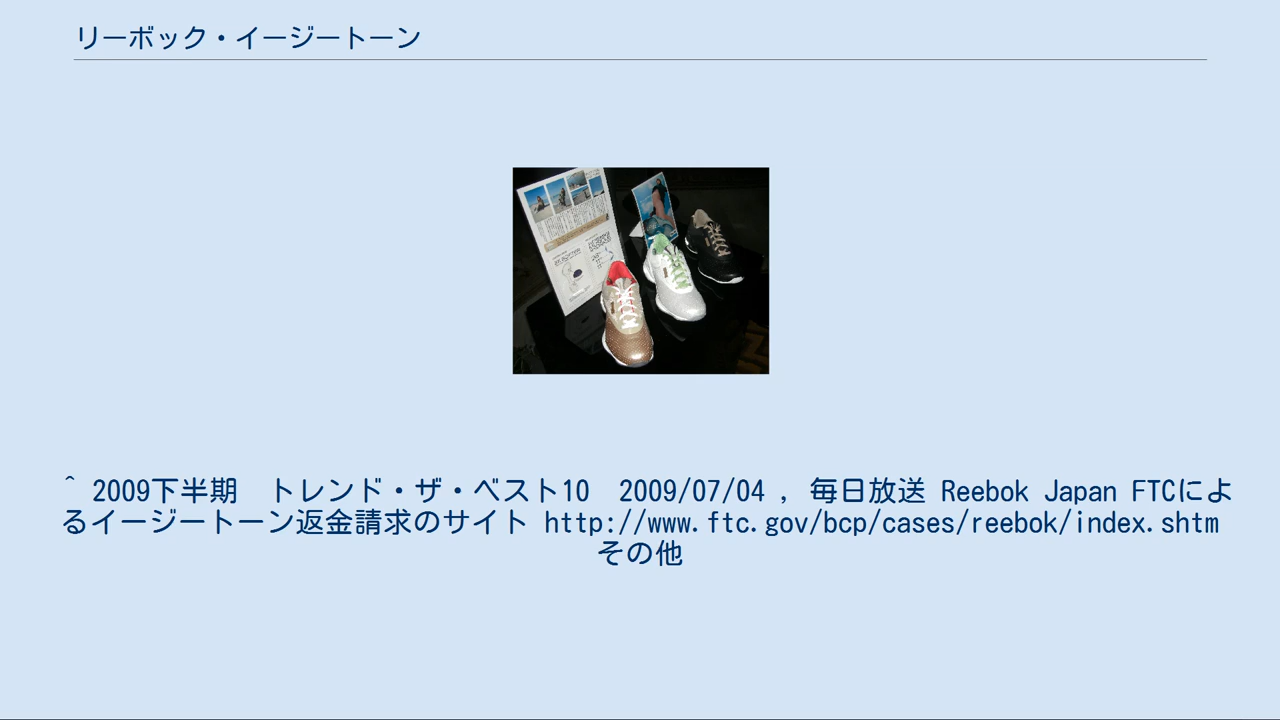 リーボック・イージートーン
^ 2009下半期　トレンド・ザ・ベスト10　2009/07/04 , 毎日放送 Reebok Japan FTCによ
るイージートーン返金請求のサイト http://www.ftc.gov/bcp/cases/reebok/index.shtm
その他